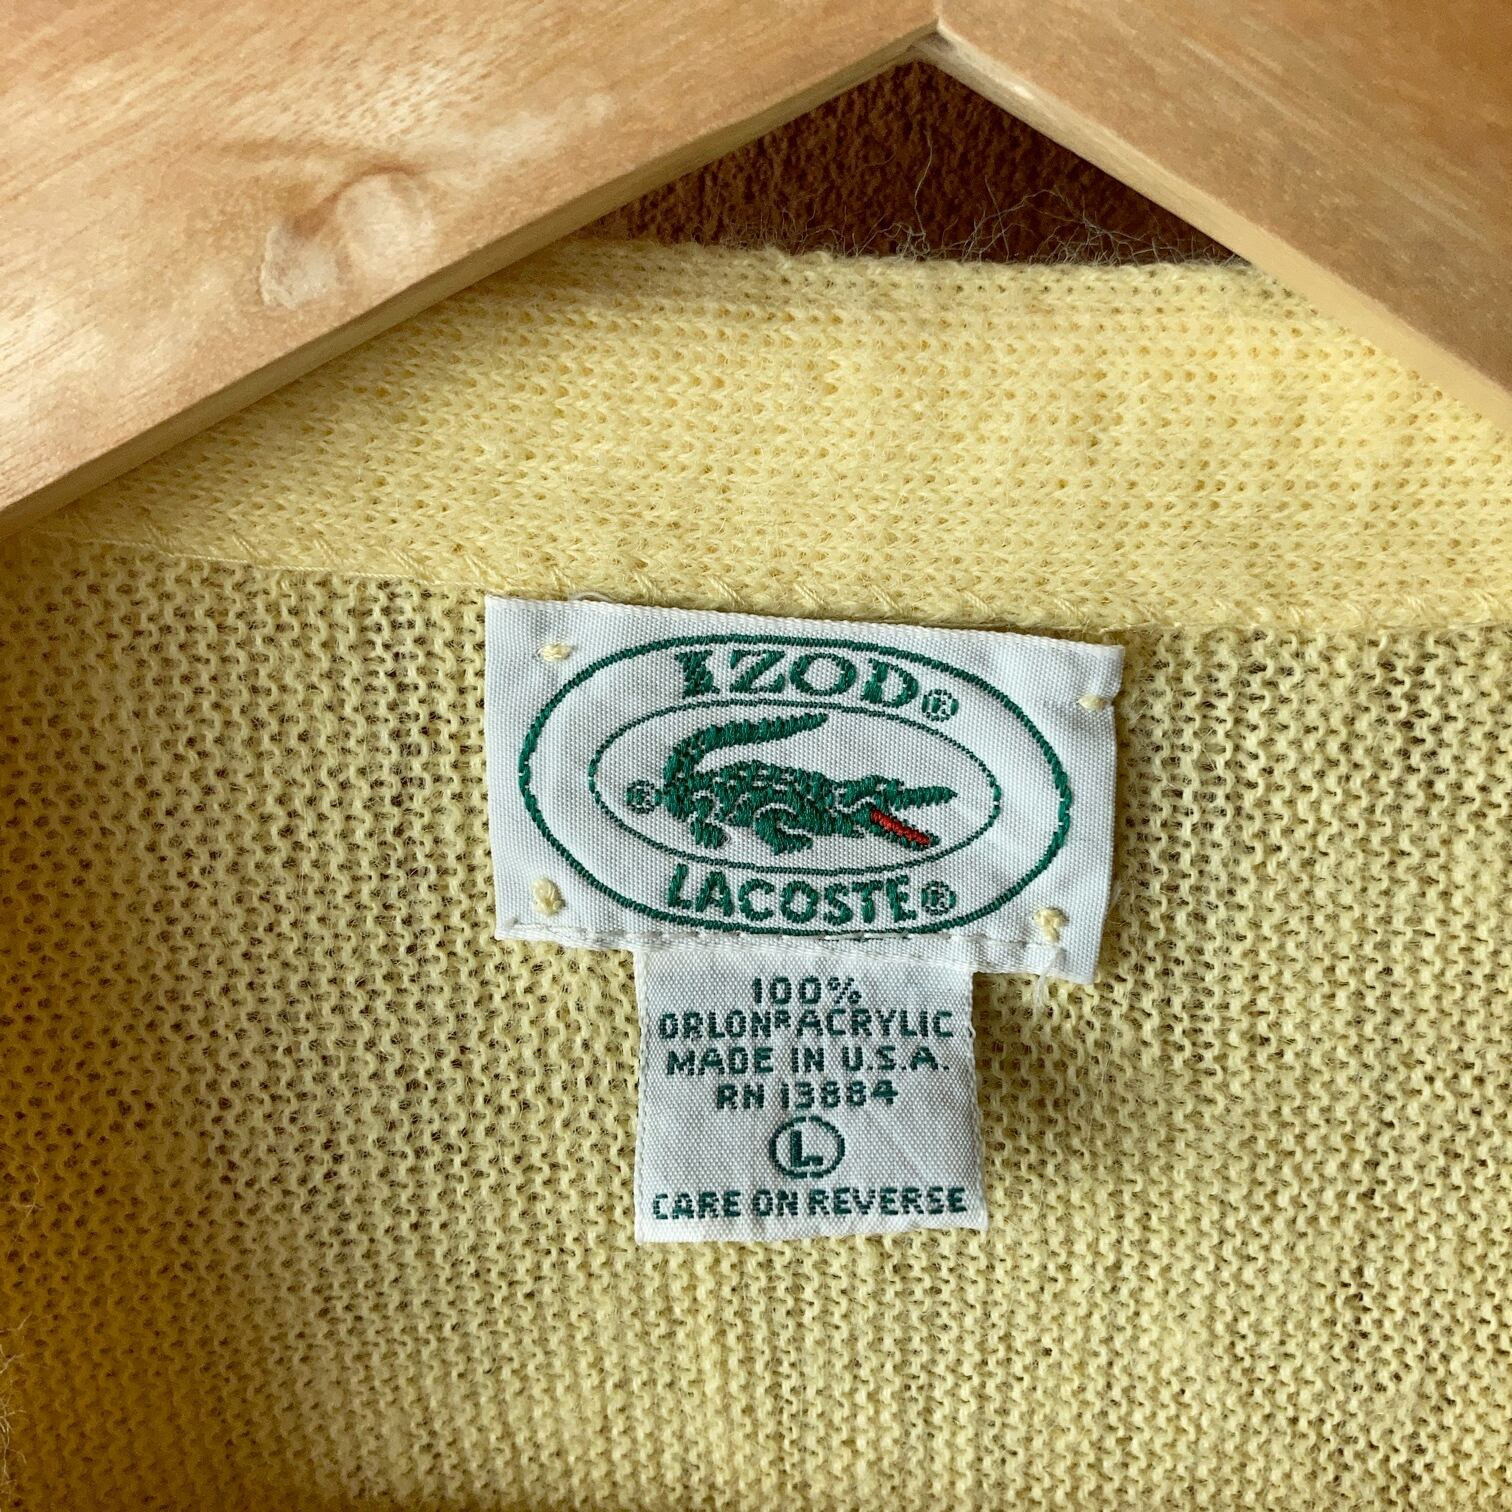 IZOD®
®
LACOSTE®
100%
ORLON® ACRYLIC
MADE IN U.S.A.
RN 13884
L
CARE ON REVERSE